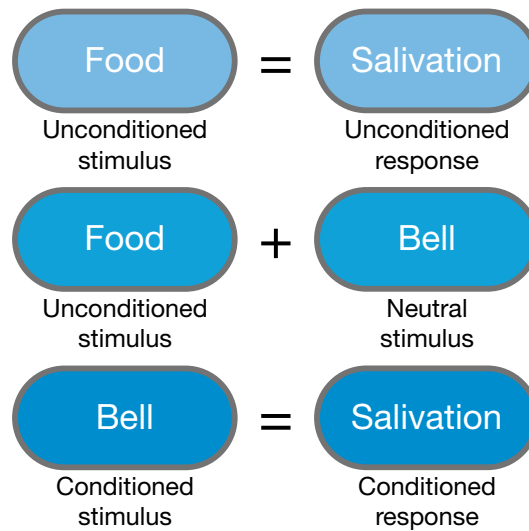 Food = Salivation
Unconditioned stimulus
Unconditioned response
Food + Bell
Unconditioned stimulus
Neutral stimulus
Bell = Salivation
Conditioned stimulus
Conditioned response